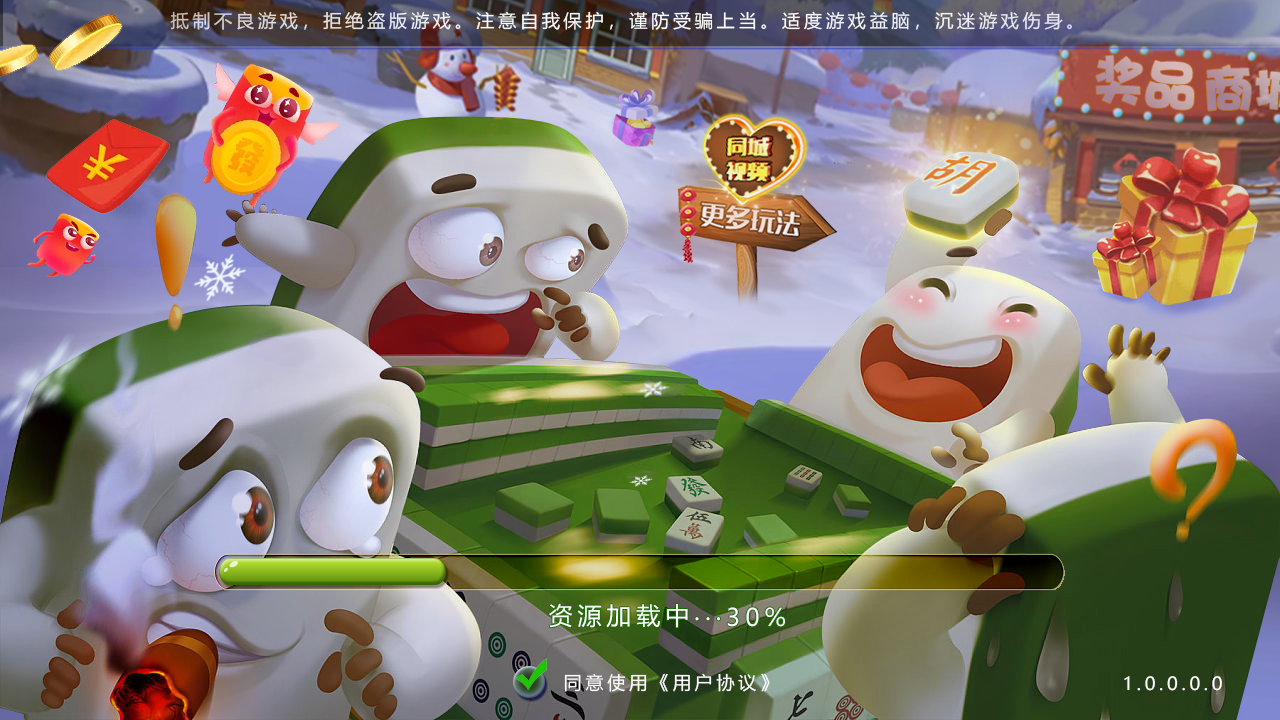 抵制不良游戏，拒绝盗版游戏。注意自我保护，谨防受骗上当。适度游戏益脑，沉迷游戏伤身。
奖品商城
同城
视频
更多玩法
胡
發
¥
南
發
伍
萬
资源加载中···30%
同意使用《用户协议》
1.0.0.0.0